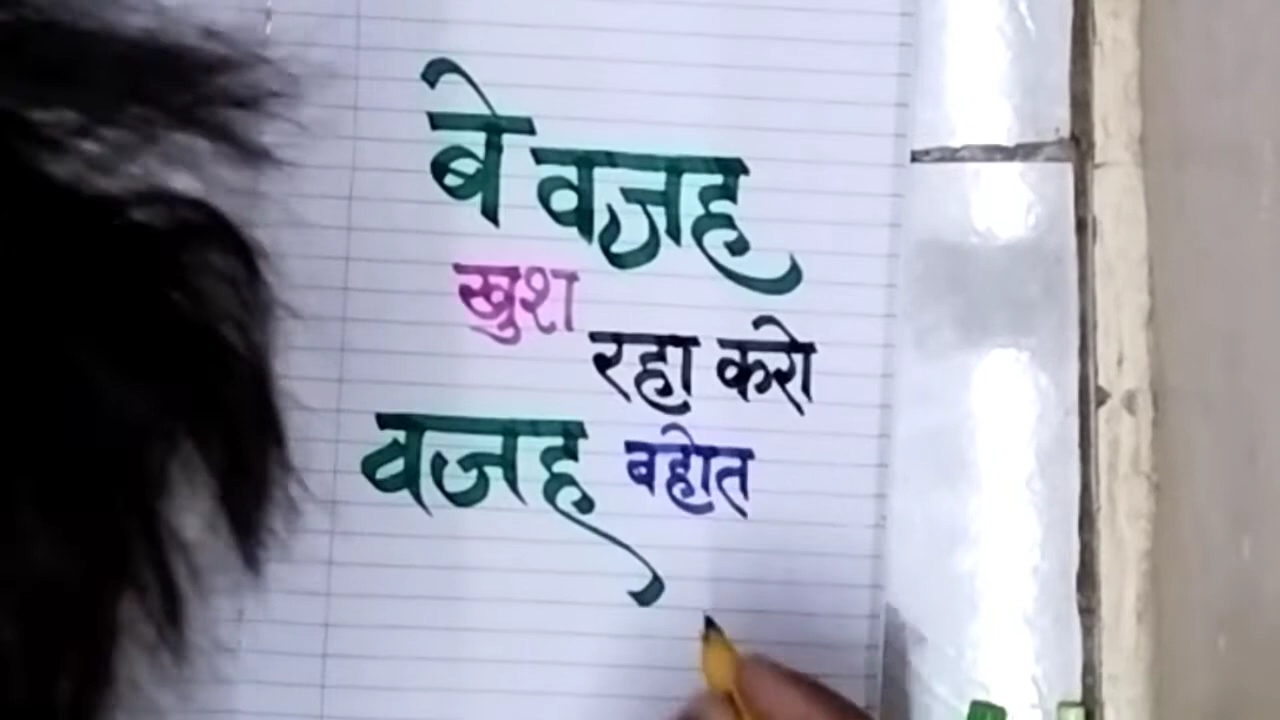 बे वजह
खुश
रहा करो
वजह बहोत